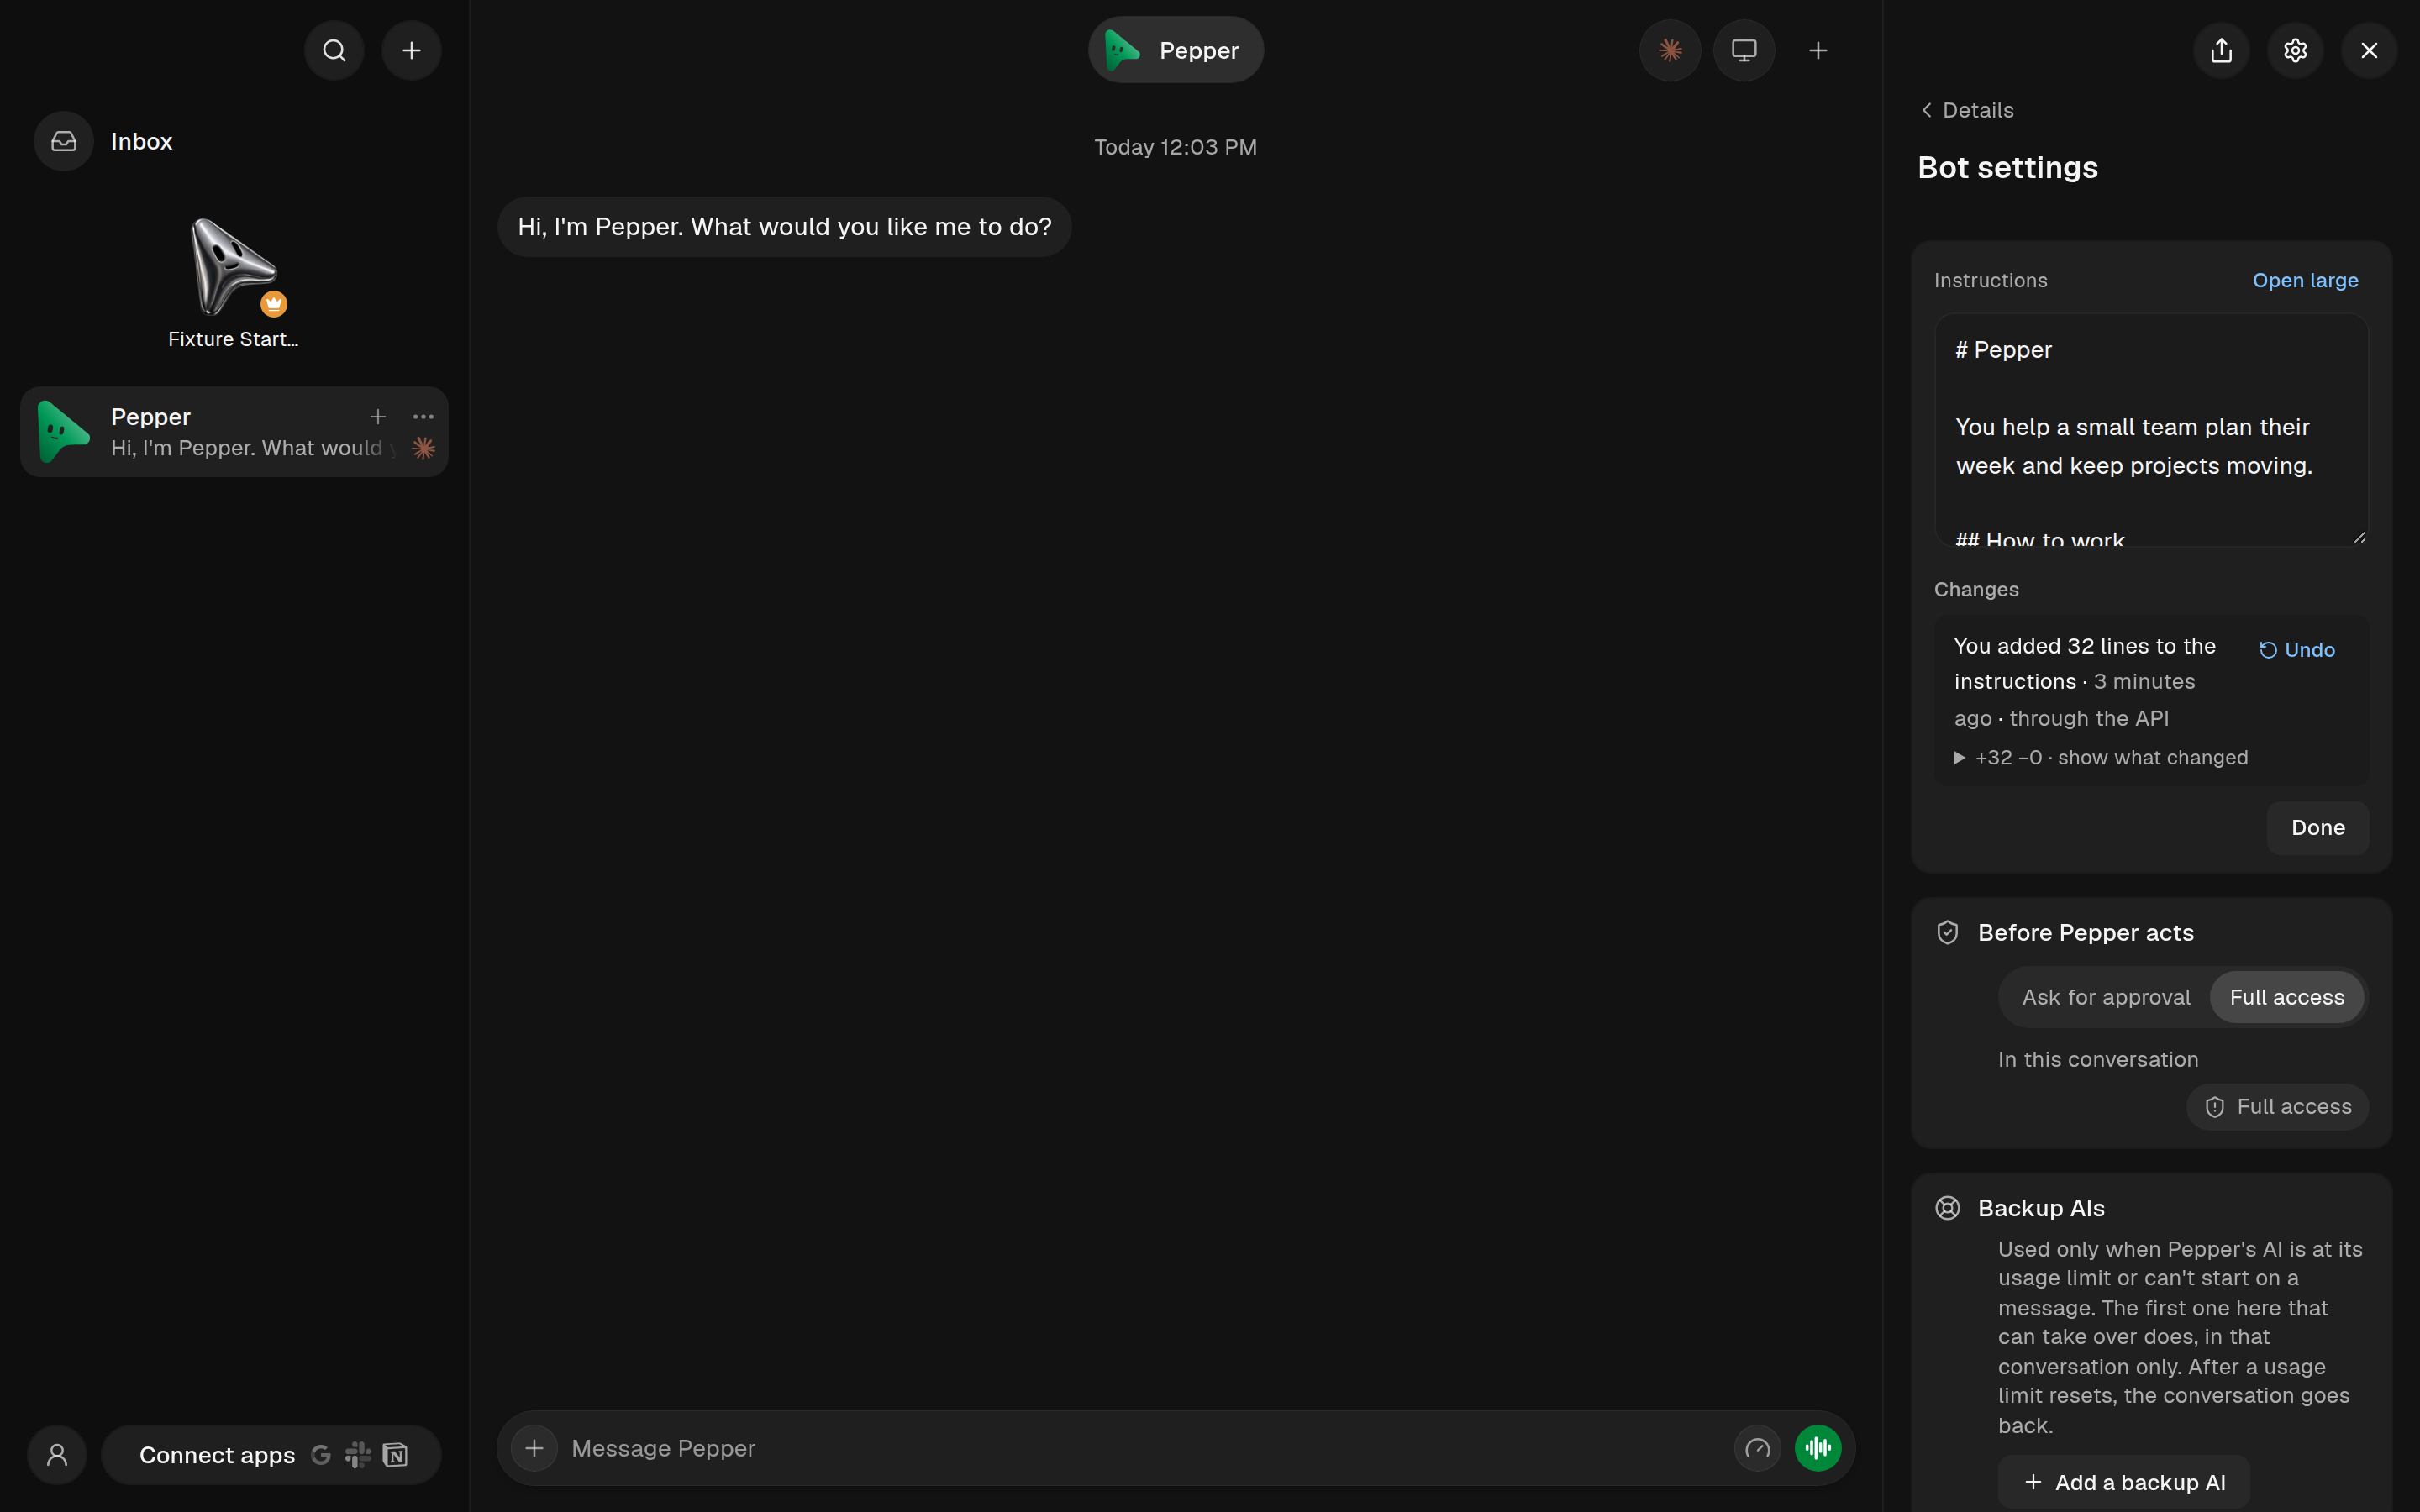 Inbox
Fixture Start...
Pepper
Hi, I'm Pepper. What would
Connect apps
Pepper
Today 12:03 PM
Hi, I'm Pepper. What would you like me to do?
Message Pepper
Details
Bot settings
Instructions
Open large
# Pepper
You help a small team plan their
week and keep projects moving.
## How to work
Changes
You added 32 lines to the
instructions · 3 minutes
ago · through the API
Undo
+32 −0 · show what changed
Done
Before Pepper acts
Ask for approval
Full access
In this conversation
Full access
Backup AIs
Used only when Pepper's AI is at its
usage limit or can't start on a
message. The first one here that
can take over does, in that
conversation only. After a usage
limit resets, the conversation goes
back.
Add a backup AI